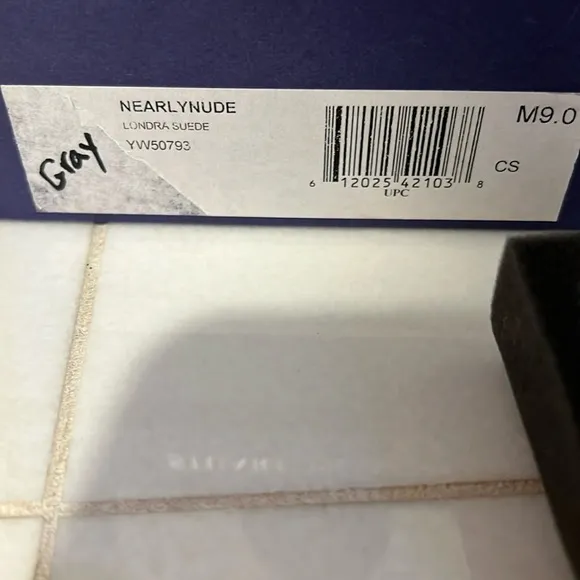 NEARLYNUDE
LONDRA SUEDE
YW50793
Gray
M9.0
CS
6 12025 42103 8
UPC